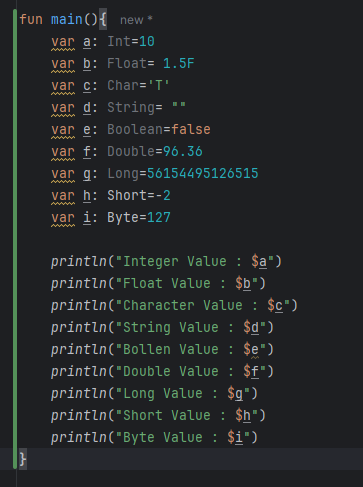 fun main(){ new *
var a: Int=10
var b: Float= 1.5F
var c: Char='T'
var d: String= ""
var e: Boolean=false
var f: Double=96.36
var g: Long=56154495126515
var h: Short=-2
var i: Byte=127
println("Integer Value : $a")
println("Float Value : $b")
println("Character Value : $c")
println("String Value : $d")
println("Bollen Value : $e")
println("Double Value : $f")
println("Long Value : $g")
println("Short Value : $h")
println("Byte Value : $i")
}